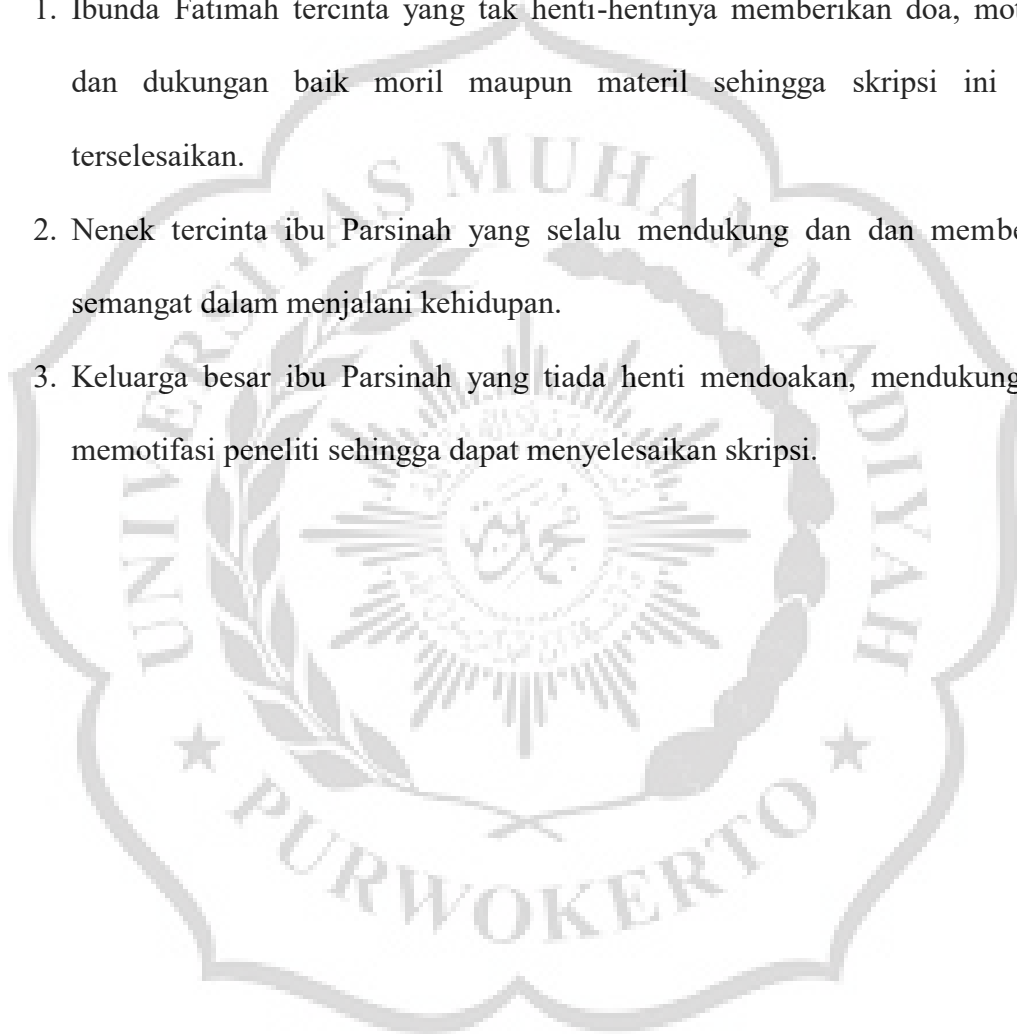 1. Ibunda Fatimah tercinta yang tak henti-hentinya memberikan doa,
dan dukungan baik moril maupun materil sehingga skripsi ini
terselesaikan.
2. Nenek tercinta ibu Parsinah yang selalu mendukung dan dan
semangat dalam menjalani kehidupan.
3. Keluarga besar ibu Parsinah yang tiada henti mendoakan, mendukung
memotifasi peneliti sehingga dapat menyelesaikan skripsi.
UNIVERSITAS MUHAMMADIYAH
PURWOKERTO